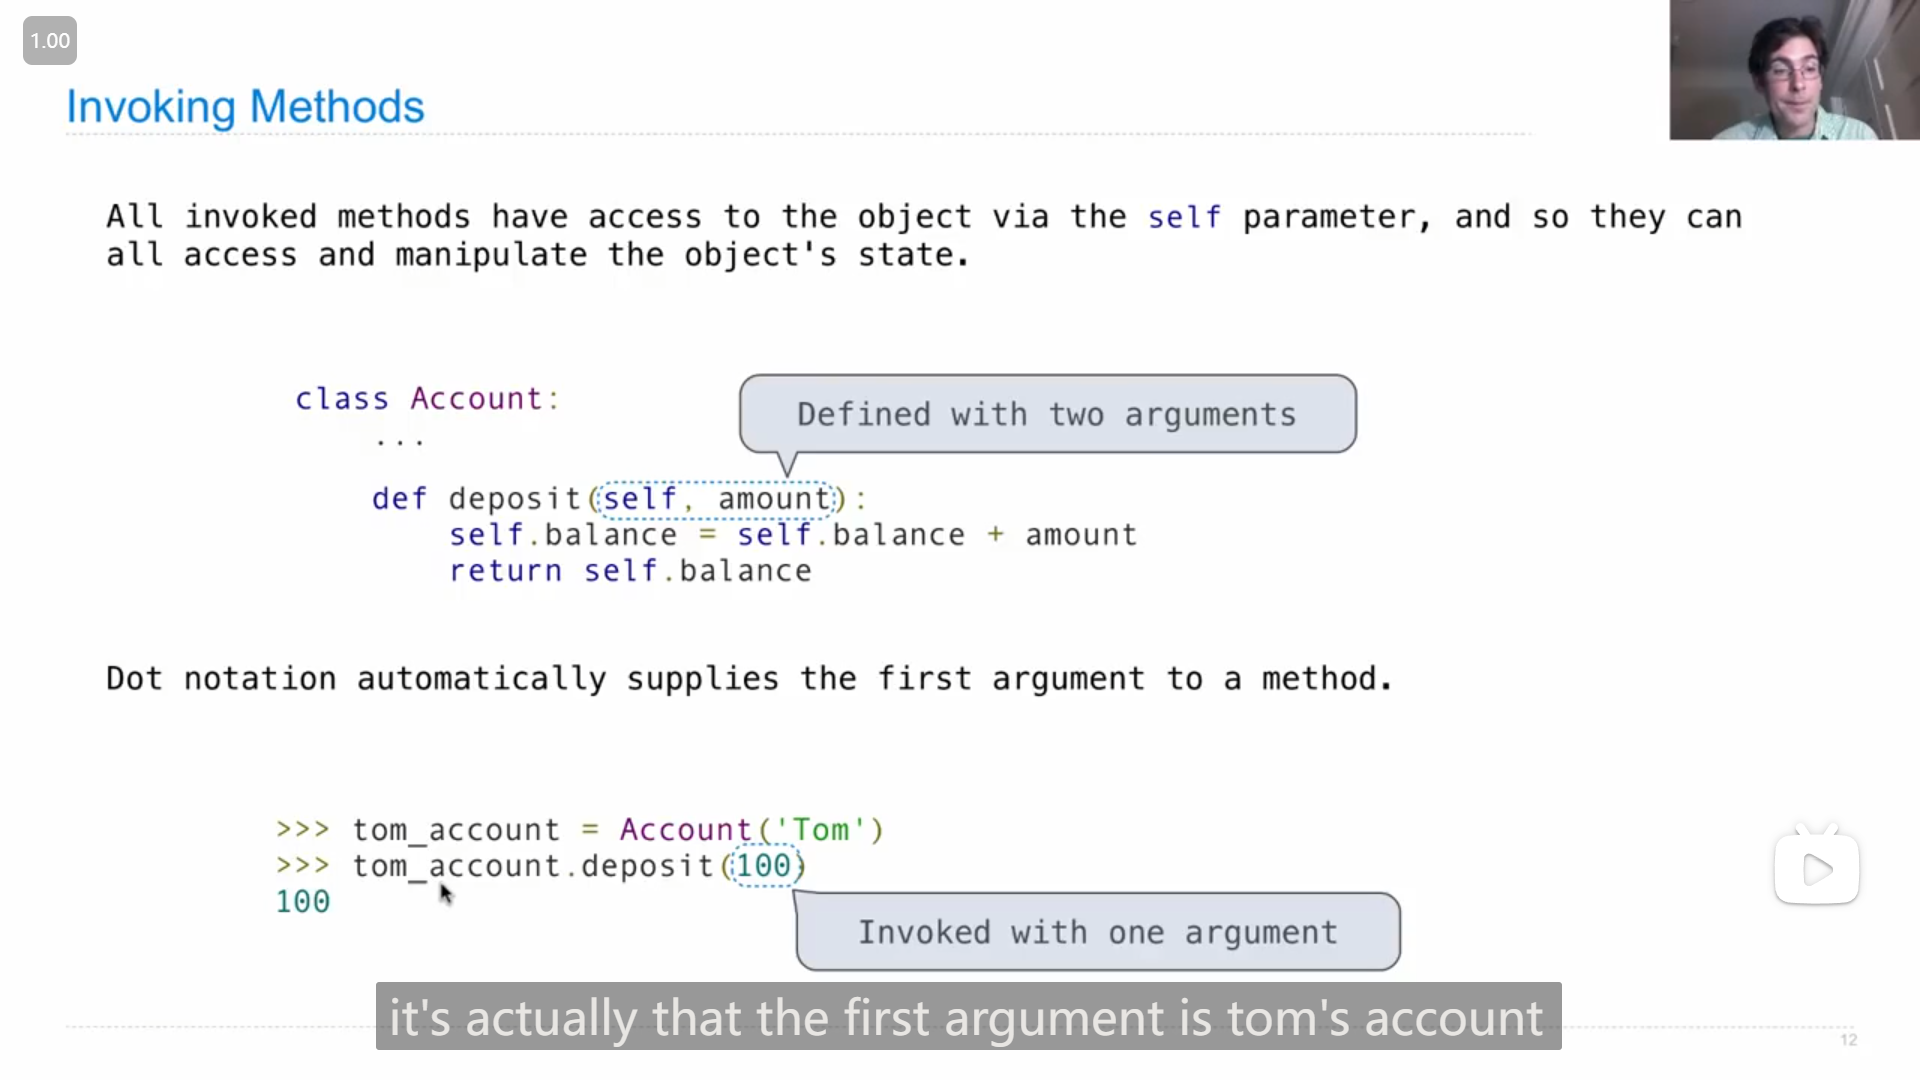 1.00
Invoking Methods
All invoked methods have access to the object via the self parameter, and so they can
all access and manipulate the object's state.
class Account:
...
Defined with two arguments
def deposit(self, amount):
self.balance = self.balance + amount
return self.balance
Dot notation automatically supplies the first argument to a method.
>>> tom_account = Account('Tom')
>>> tom_account.deposit(100)
100
Invoked with one argument
it's actually that the first argument is tom's account
12